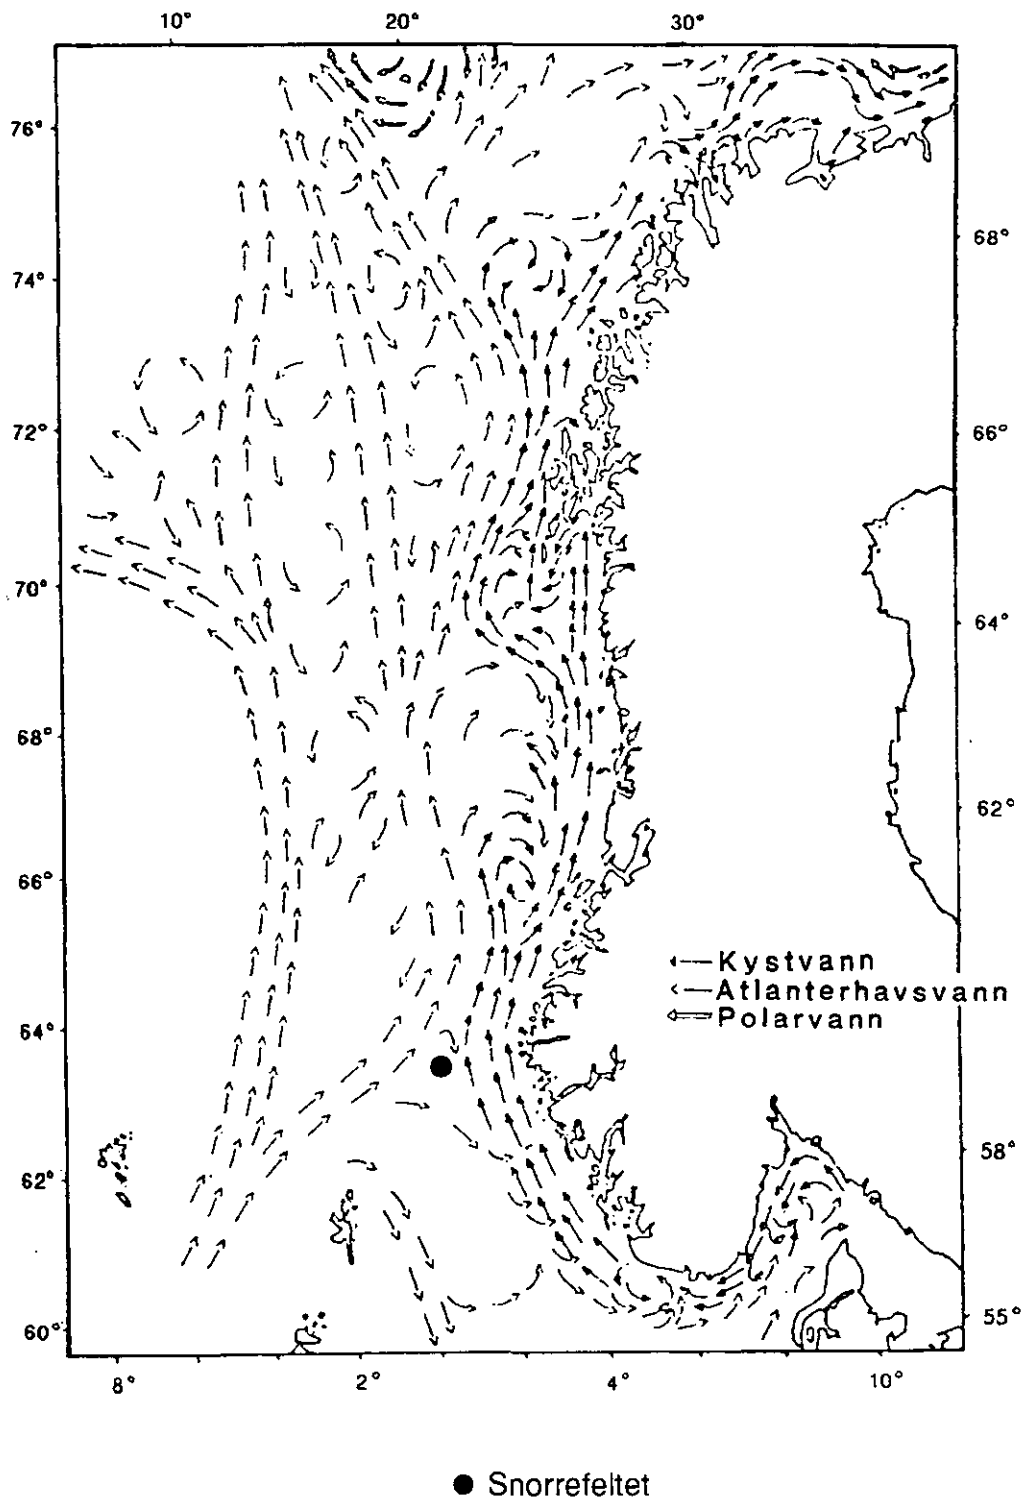 10° 20° 30°
76°
68°
74°
72° 66°
70°
64°
68°
62°
66°
◄—Kystvann
<—Atlanterhavsvann
⇐Polarvann
64°
58°
62°
60° 55°
8° 2° 4° 10°
● Snorrefeltet